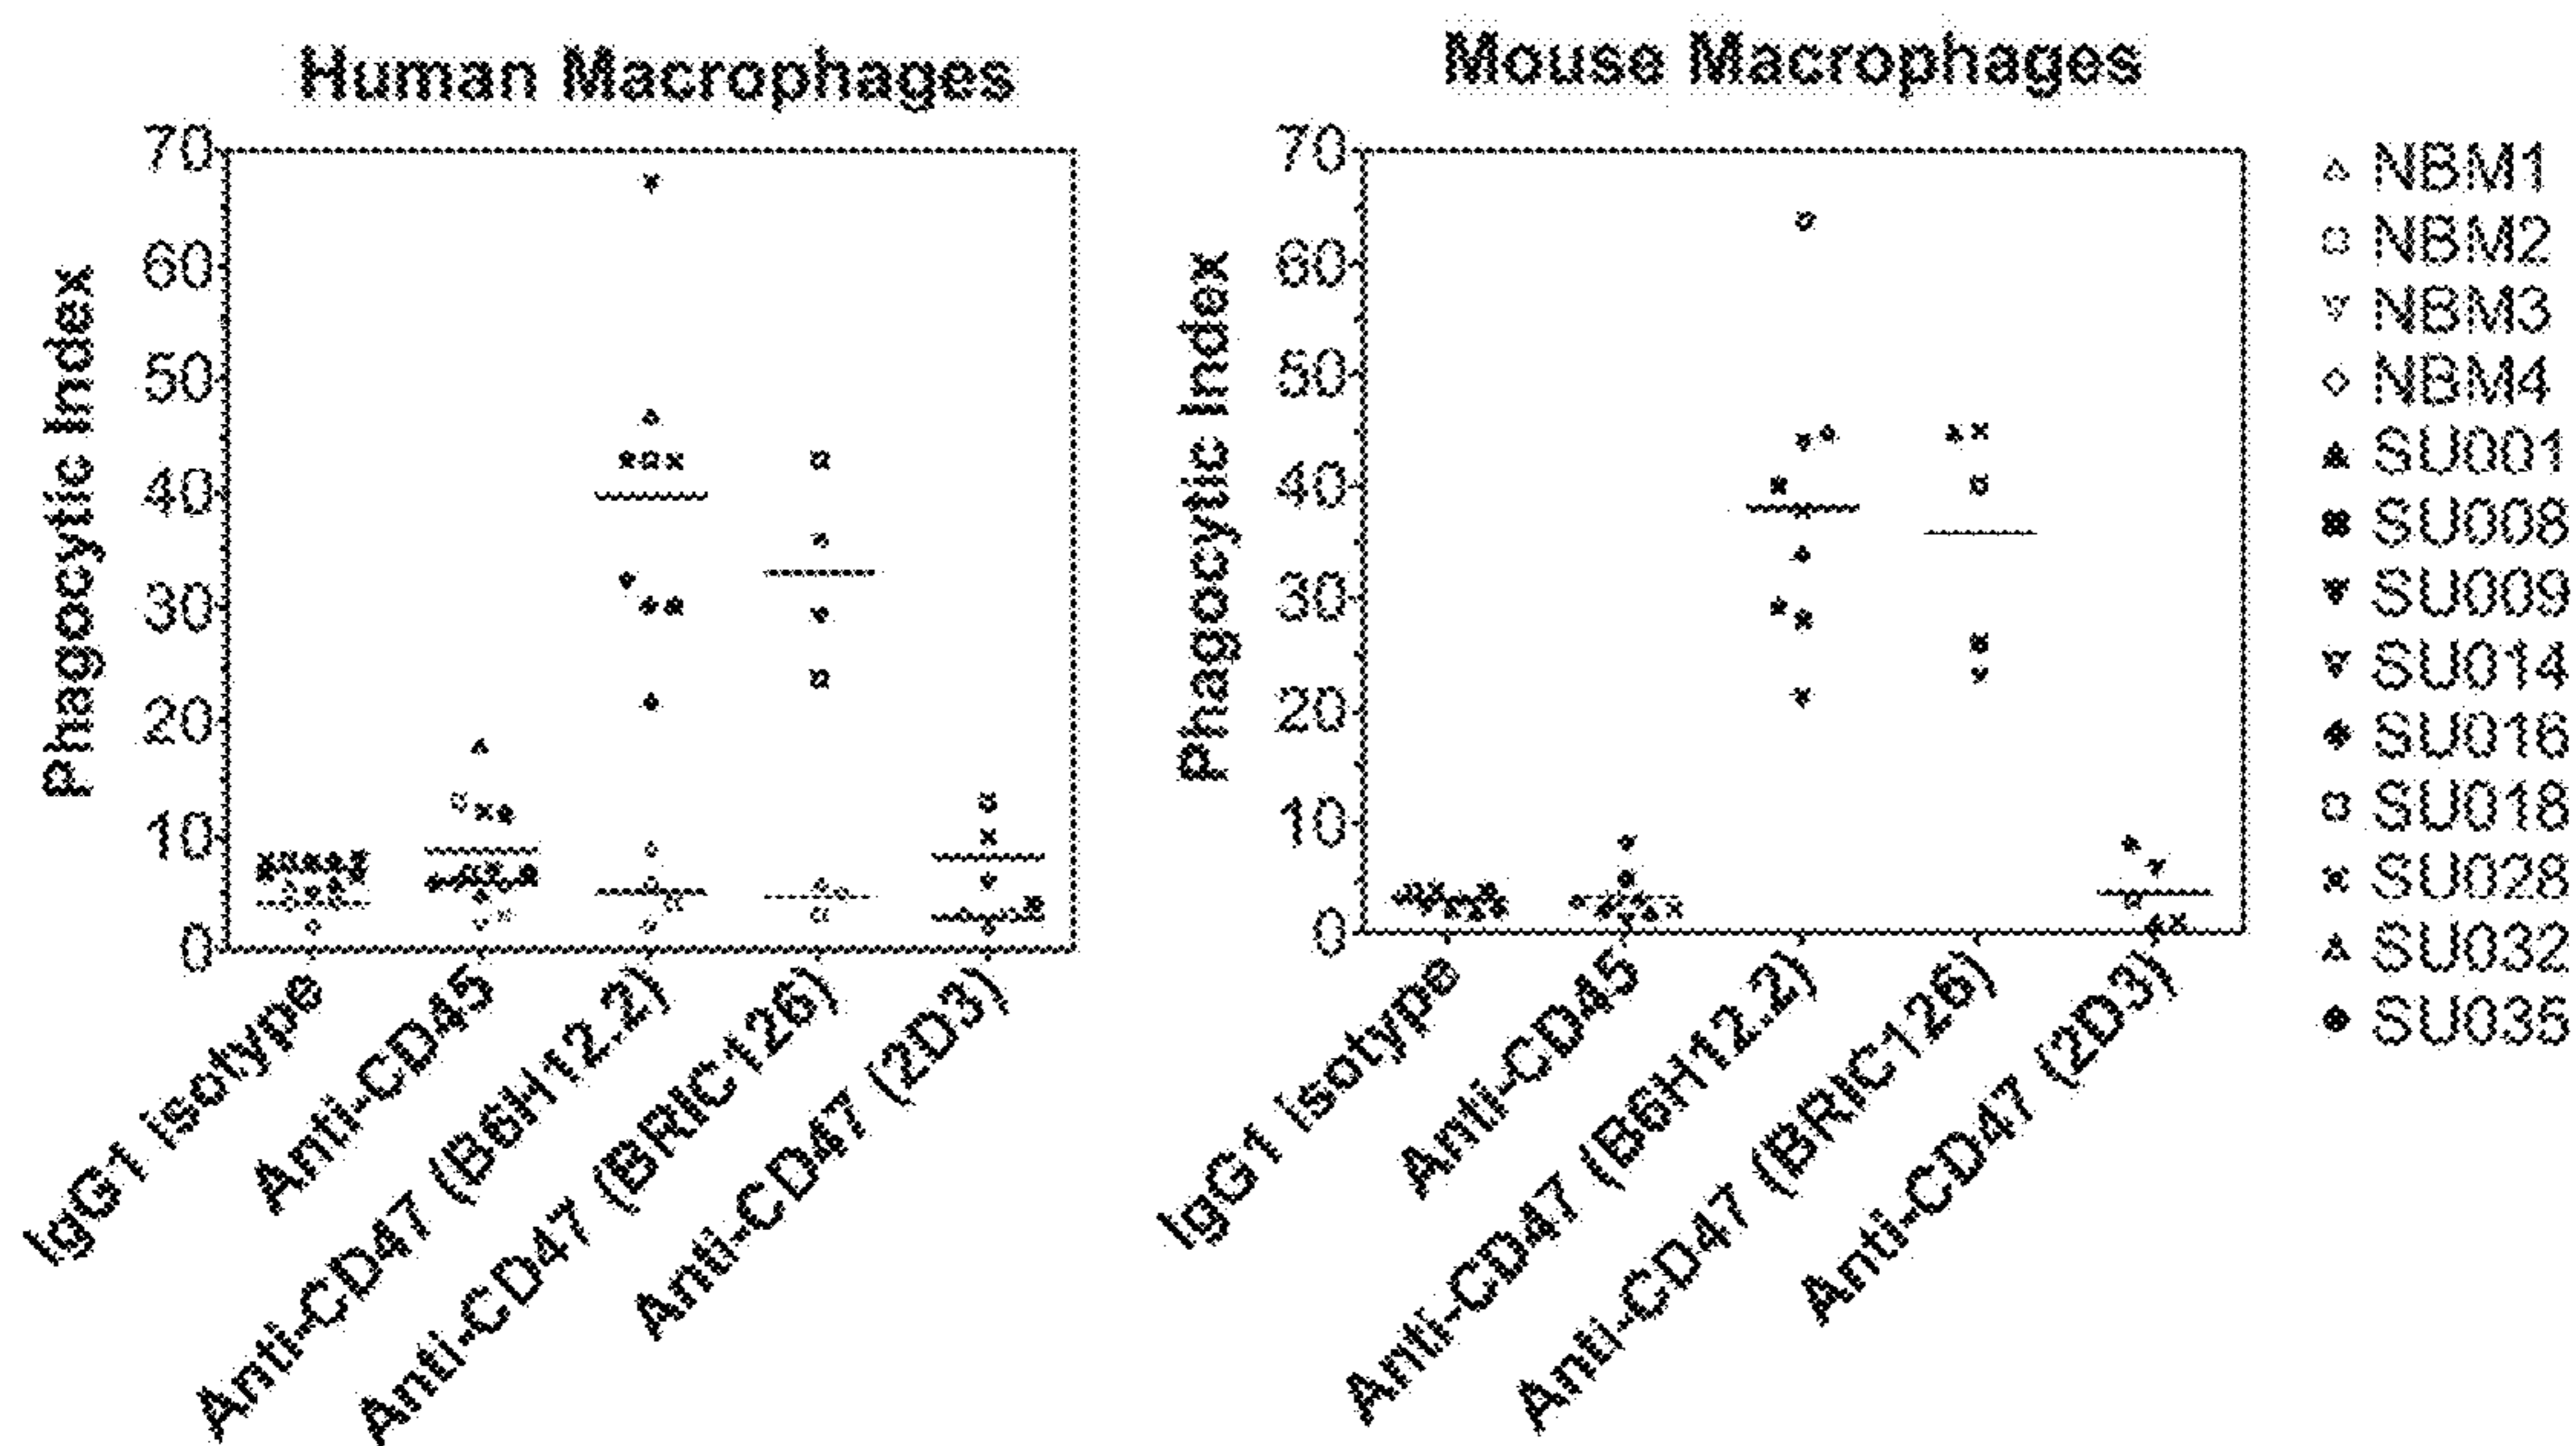 Human Macrophages
Phagocytic Index
70
60
50
40
30
20
10
0
IgG1 isotype
Anti-CD45
Anti-CD47 (B6H12.2)
Anti-CD47 (BRIC126)
Anti-CD47 (2D3)
Mouse Macrophages
Phagocytic Index
70
60
50
40
30
20
10
0
IgG1 isotype
Anti-CD45
Anti-CD47 (B6H12.2)
Anti-CD47 (BRIC126)
Anti-CD47 (2D3)
NBM1
NBM2
NBM3
NBM4
SU001
SU008
SU009
SU014
SU016
SU018
SU028
SU032
SU035